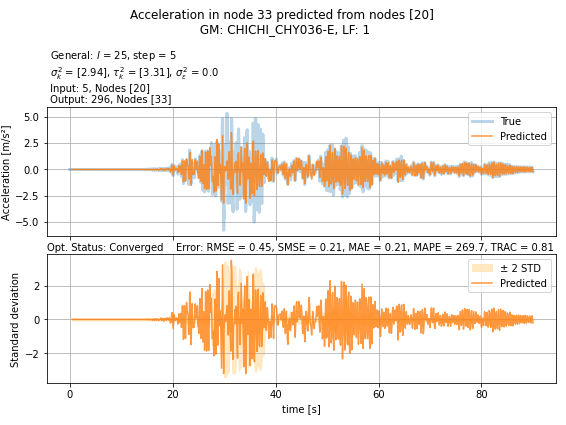 Acceleration in node 33 predicted from nodes [20]
GM: CHICHI_CHY036-E, LF: 1
General: l = 25, step = 5
σ²ₖ = [2.94], τ²ₖ = [3.31], σ²ε = 0.0
Input: 5, Nodes [20]
Output: 296, Nodes [33]
Acceleration [m/s²]
5.0
2.5
0.0
−2.5
−5.0
True
Predicted
Opt. Status: Converged Error: RMSE = 0.45, SMSE = 0.21, MAE = 0.21, MAPE = 269.7, TRAC = 0.81
Standard deviation
2
0
−2
± 2 STD
Predicted
0 20 40 60 80
time [s]